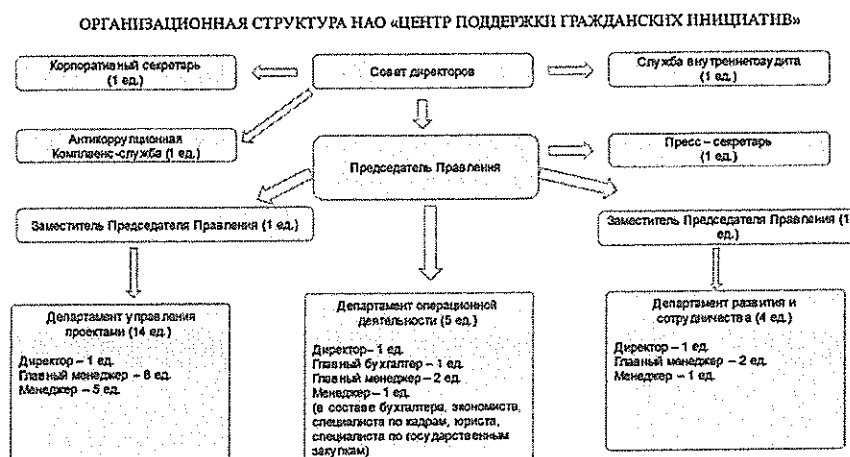 ОРГАНИЗАЦИОННАЯ СТРУКТУРА НАО «ЦЕНТР ПОДДЕРЖКИ ГРАЖДАНСКИХ ИНИЦИАТИВ»
Корпоративный секретарь
(1 ед.)
Совет директоров
Служба внутреннегоаудита
(1 ед.)
Антикоррупционная
Комплаенс-служба (1 ед.)
Председатель Правления
Пресс – секретарь
(1 ед.)
Заместитель Председателя Правления (1 ед.)
Заместитель Председателя Правления (1
ед.)
Департамент управления
проектами (14 ед.)
Директор – 1 ед.
Главный менеджер – 8 ед.
Менеджер – 5 ед.
Департамент операционной
деятельности (5 ед.)
Директор – 1 ед.
Главный бухгалтер – 1 ед.
Главный менеджер – 2 ед.
Менеджер – 1 ед.
(в составе бухгалтера, экономиста,
специалиста по кадрам, юриста,
специалиста по государственным
закупкам)
Департамент развития и
сотрудничества (4 ед.)
Директор – 1 ед.
Главный менеджер – 2 ед.
Менеджер – 1 ед.